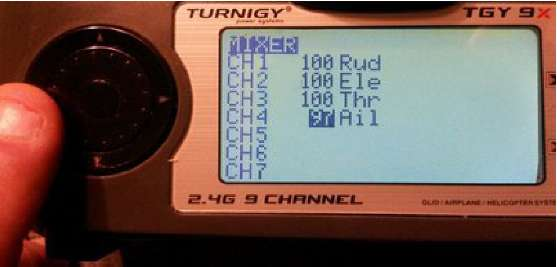 TURNIGY®
power systems
TGY 9X
MIXER
CH1 100 Rud
CH2 100 Ele
CH3 100 Thr
CH4 97 Ail
CH5
CH6
CH7
2.4G 9 CHANNEL
GLID / AIRPLANE / HELICOPTER SYSTE